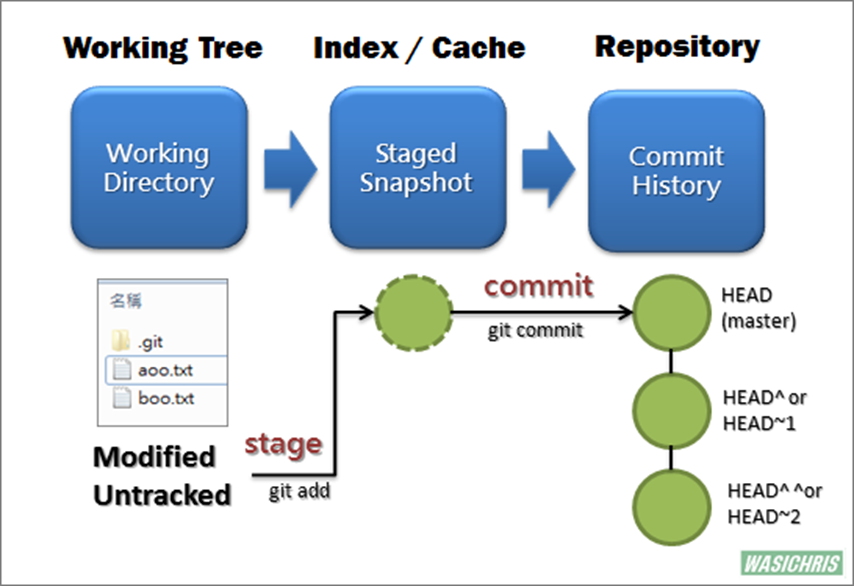 Working Tree
Index / Cache
Repository
Working
Directory
Staged
Snapshot
Commit
History
名稱
.git
aoo.txt
boo.txt
Modified
Untracked
stage
git add
commit
git commit
HEAD
(master)
HEAD^ or
HEAD~1
HEAD^ ^or
HEAD~2
WASICHRIS